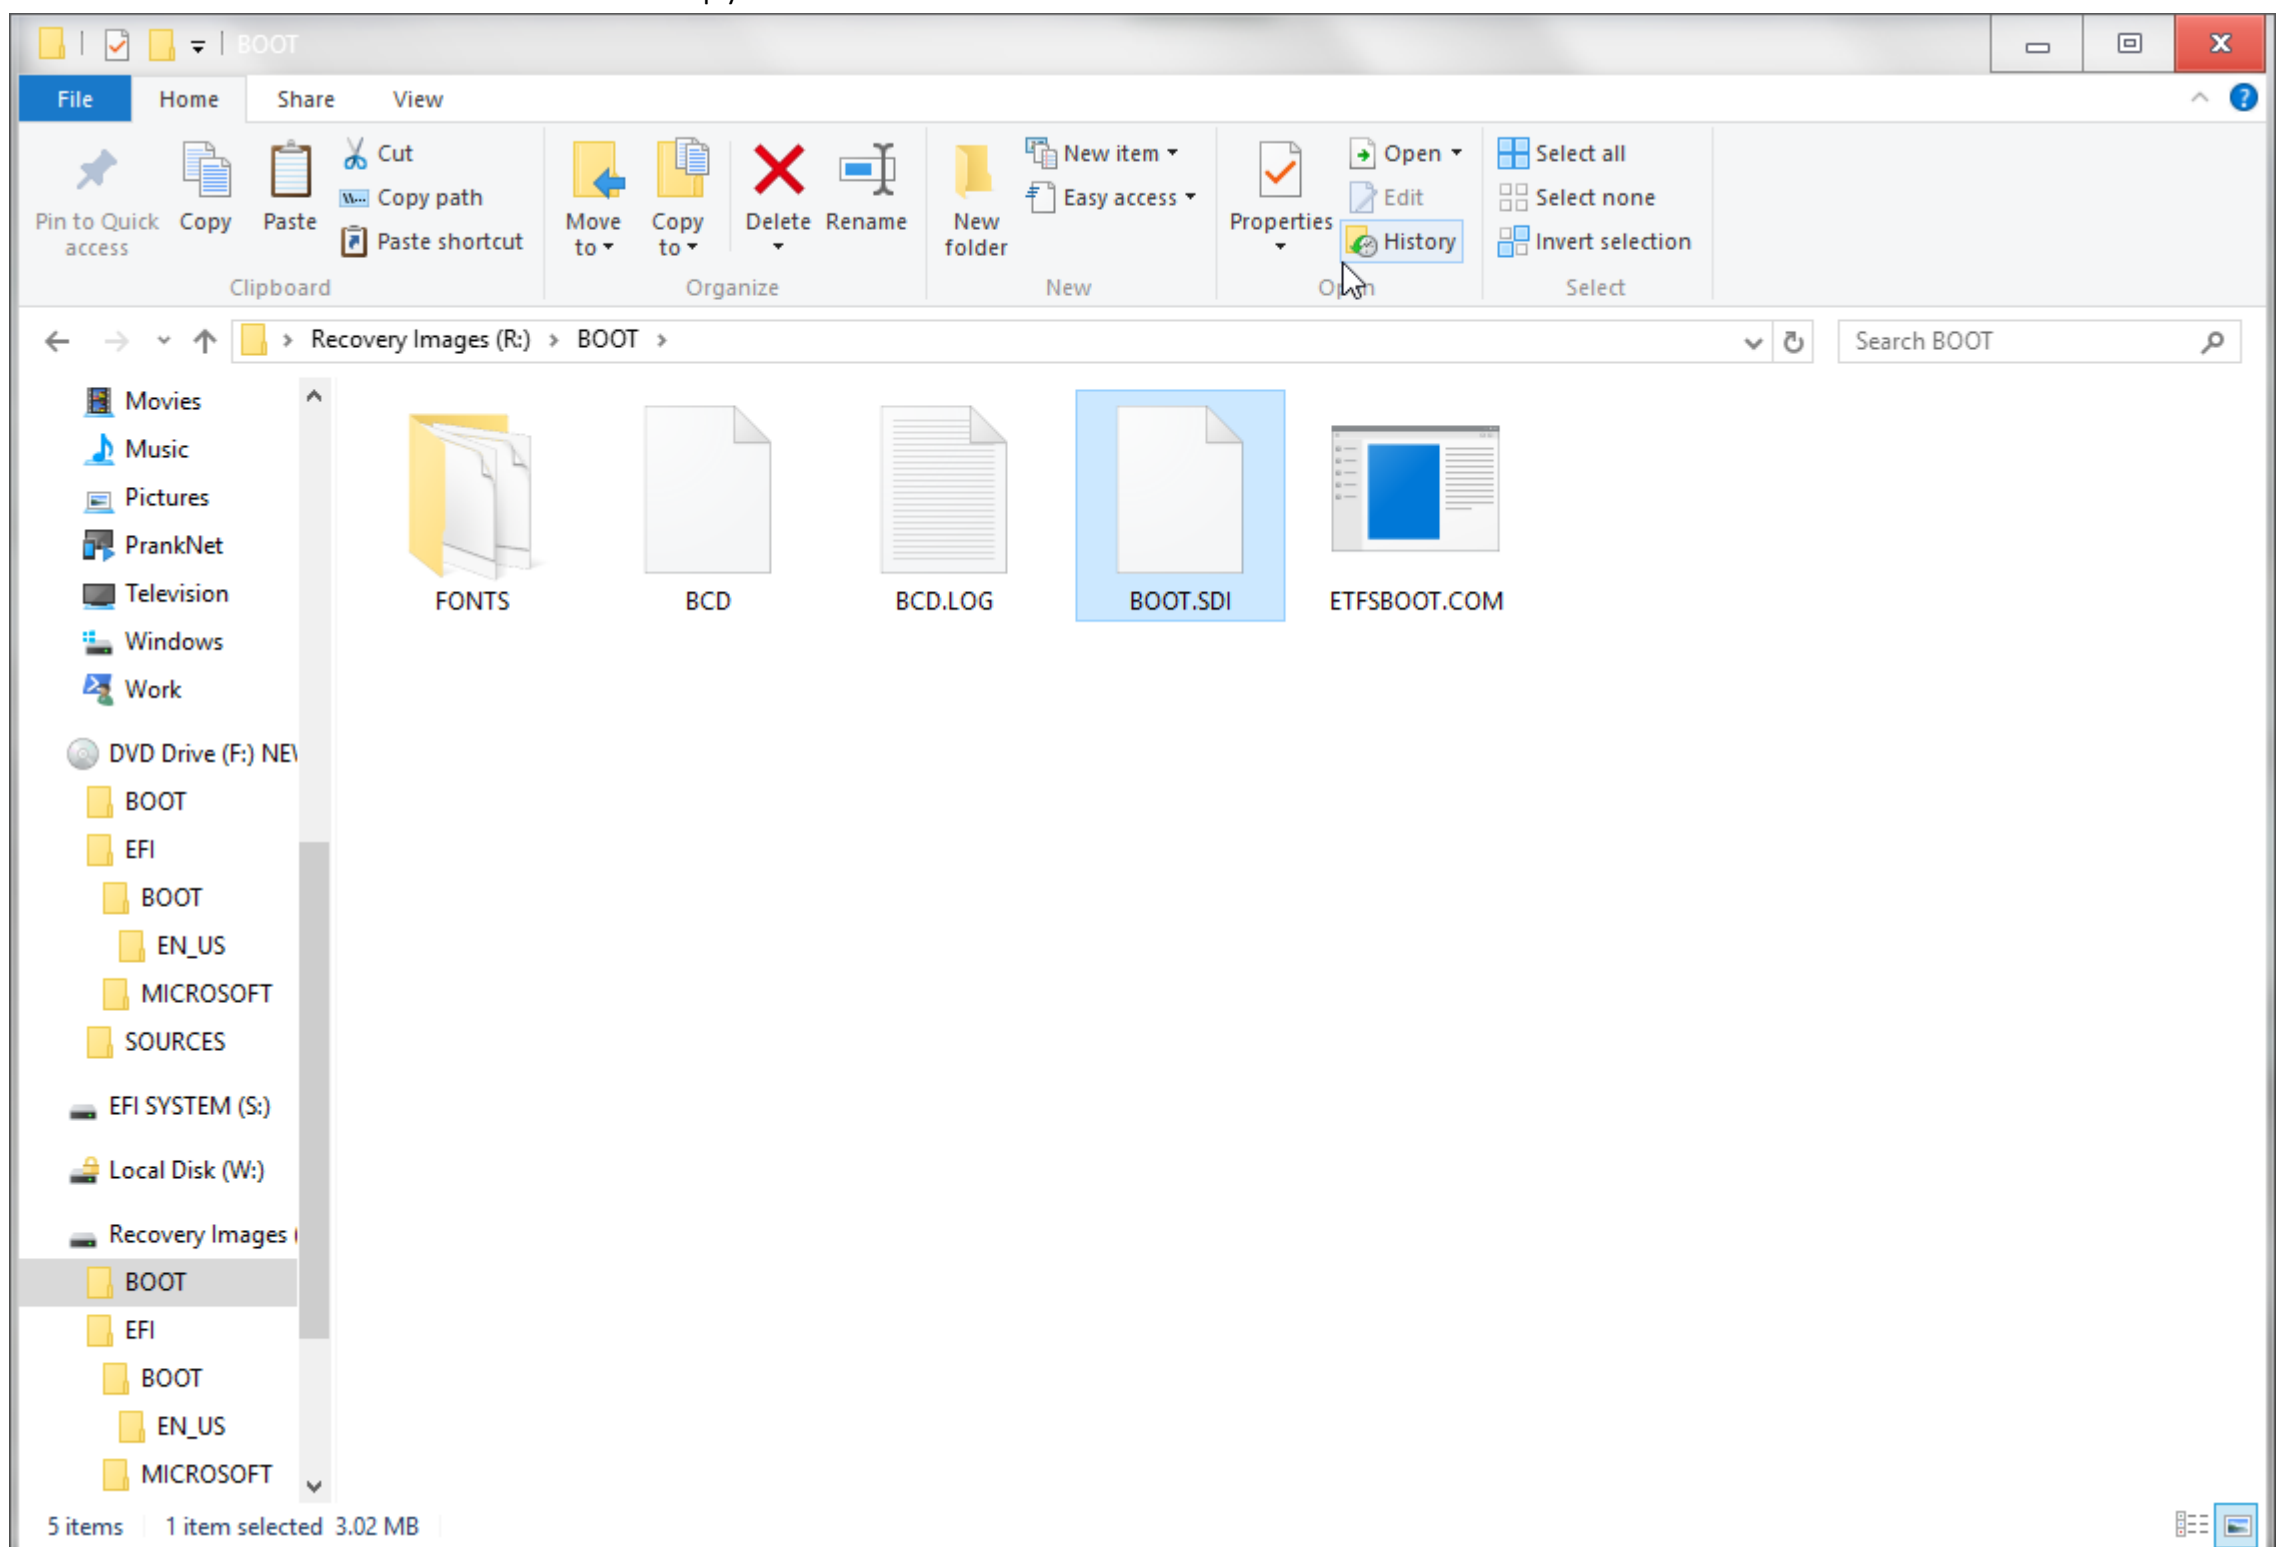 BOOT
File Home Share View
Pin to Quick access
Copy
Paste
Cut
Copy path
Paste shortcut
Clipboard
Move to
Copy to
Delete
Rename
Organize
New folder
New item
Easy access
New
Properties
Open
Edit
History
Select all
Select none
Invert selection
Select
Recovery Images (R:) > BOOT >
Search BOOT
Movies
Music
Pictures
PrankNet
Television
Windows
Work
DVD Drive (F:)
BOOT
EFI
BOOT
EN_US
MICROSOFT
SOURCES
EFI SYSTEM (S:)
Local Disk (W:)
Recovery Images
BOOT
EFI
BOOT
EN_US
MICROSOFT
FONTS
BCD
BCD.LOG
BOOT.SDI
ETFSBOOT.COM
5 items 1 item selected 3.02 MB